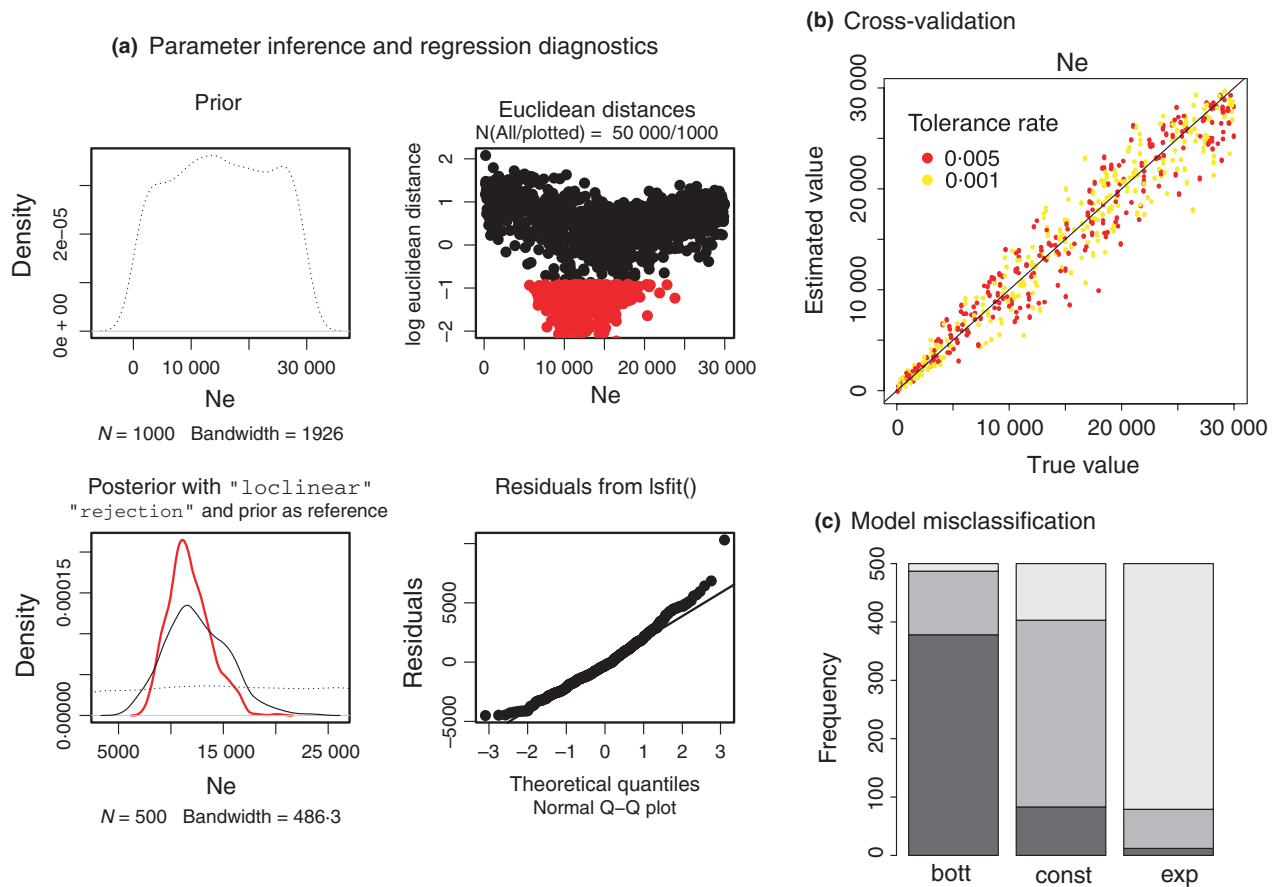 (a) Parameter inference and regression diagnostics
Prior
Density
0e+00
2e-05
0
10 000
30 000
Ne
N = 1000 Bandwidth = 1926
Euclidean distances
N(All/plotted) = 50 000/1000
log euclidean distance
2
1
0
−1
−2
0
10 000
20 000
30 000
Ne
Posterior with "loclinear"
"rejection" and prior as reference
Density
0·00000
0·00015
5000
15 000
25 000
Ne
N = 500 Bandwidth = 486·3
Residuals from lsfit()
Residuals
5000
0
−5000
−3
−2
−1
0
1
2
3
Theoretical quantiles
Normal Q−Q plot
(b) Cross-validation
Ne
Tolerance rate
0·005
0·001
Estimated value
30 000
20 000
10 000
0
0
10 000
20 000
30 000
True value
(c) Model misclassification
Frequency
500
400
300
200
100
0
bott
const
exp